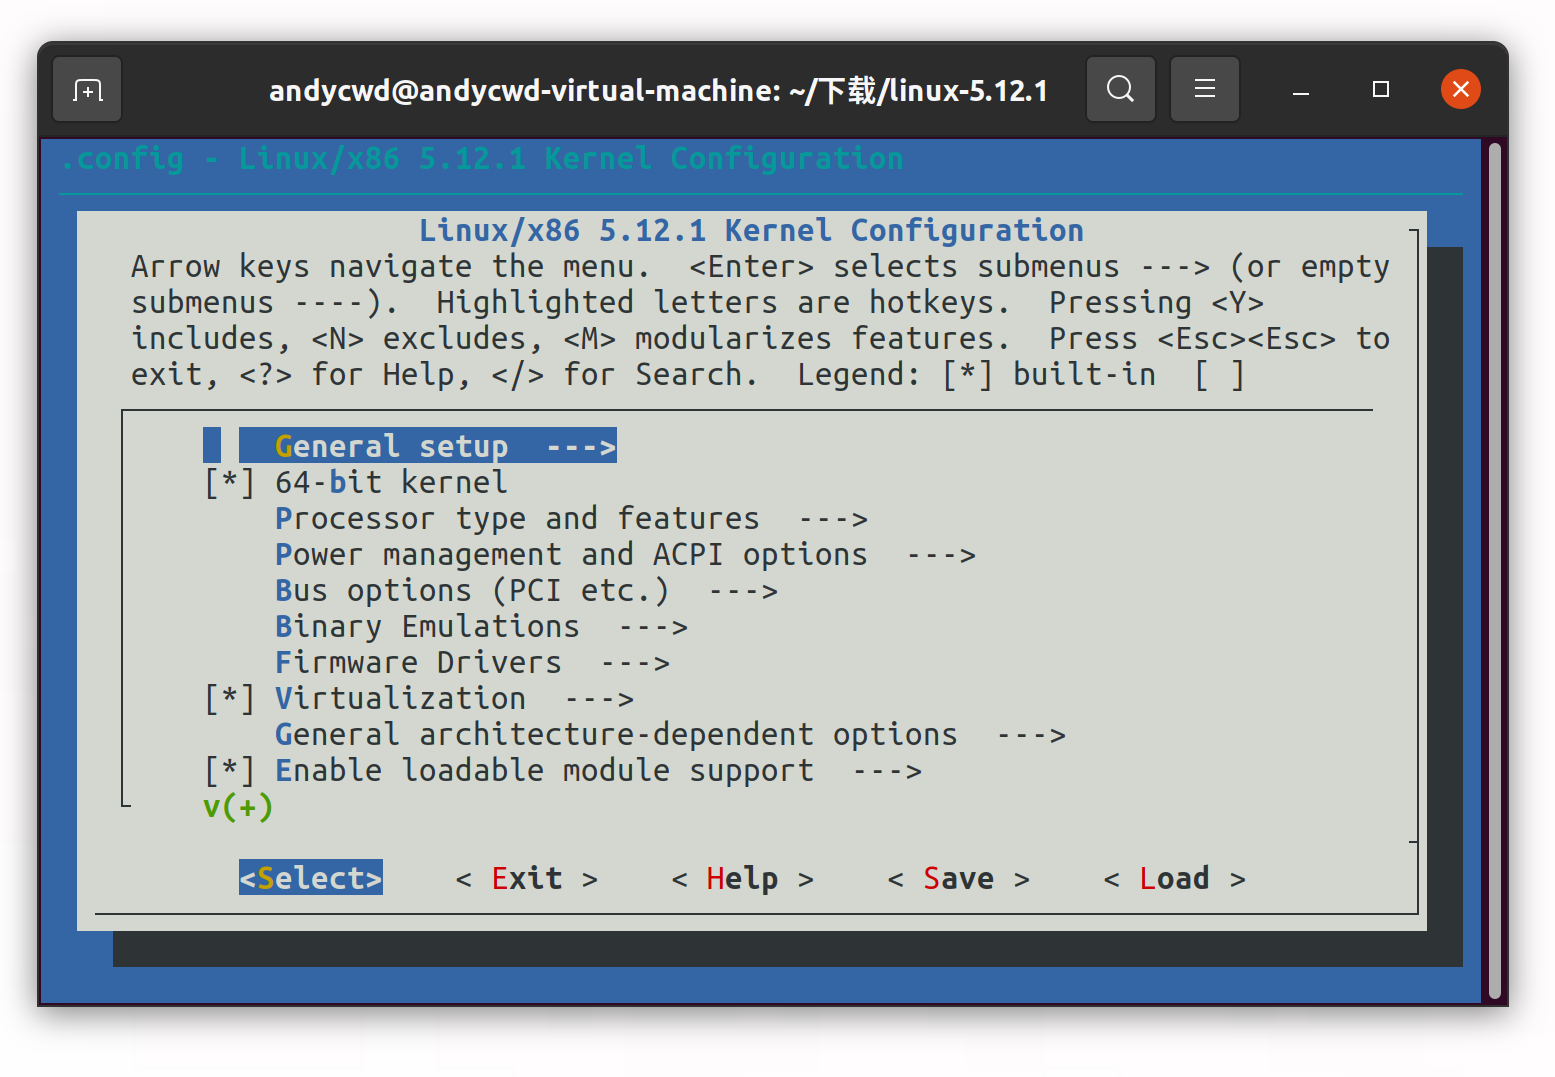 andycwd@andycwd-virtual-machine: ~/下载/linux-5.12.1
.config - Linux/x86 5.12.1 Kernel Configuration
Linux/x86 5.12.1 Kernel Configuration
Arrow keys navigate the menu.  <Enter> selects submenus ---> (or empty
submenus ----).  Highlighted letters are hotkeys.  Pressing <Y>
includes, <N> excludes, <M> modularizes features.  Press <Esc><Esc> to
exit, <?> for Help, </> for Search.  Legend: [*] built-in  [ ]
General setup  --->
[*] 64-bit kernel
Processor type and features  --->
Power management and ACPI options  --->
Bus options (PCI etc.)  --->
Binary Emulations  --->
Firmware Drivers  --->
[*] Virtualization  --->
General architecture-dependent options  --->
[*] Enable loadable module support  --->
v(+)
<Select>    < Exit >    < Help >    < Save >    < Load >